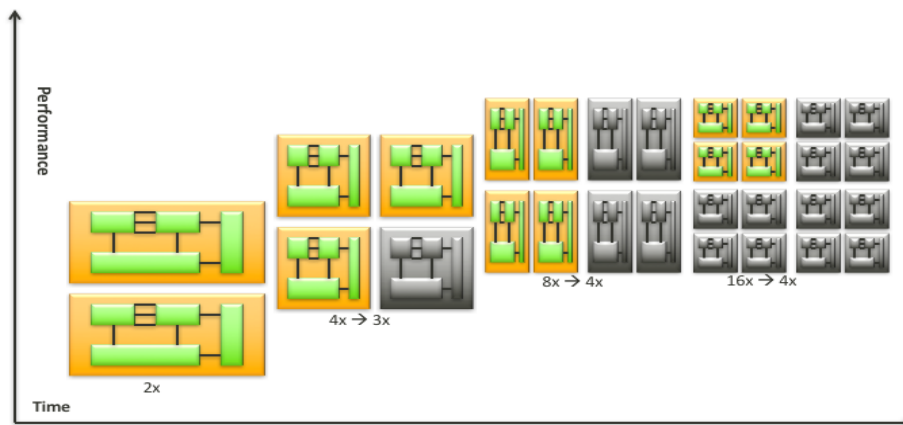 Performance
8x → 4x
16x → 4x
4x → 3x
2x
Time